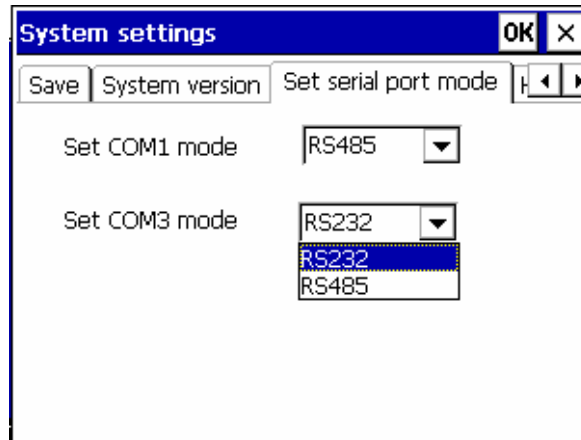 System settings OK ×
Save System version Set serial port mode
Set COM1 mode RS485
Set COM3 mode RS232
RS232
RS485